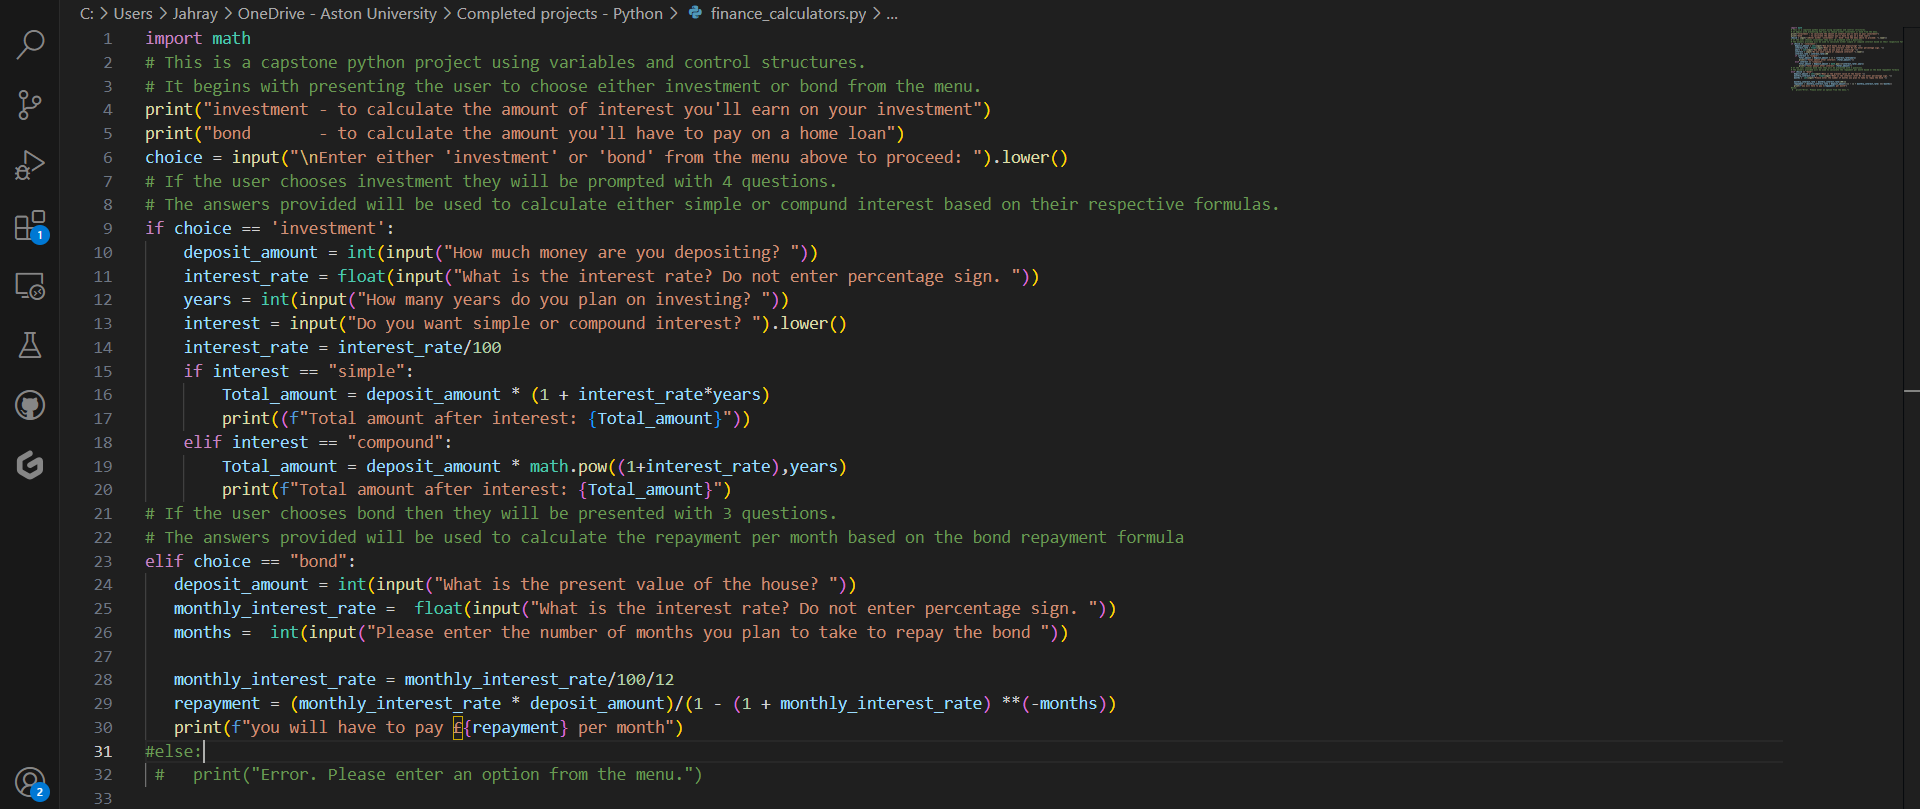 C: > Users > Jahray > OneDrive - Aston University > Completed projects - Python > finance_calculators.py > ...
1 import math
2 # This is a capstone python project using variables and control structures.
3 # It begins with presenting the user to choose either investment or bond from the menu.
4 print("investment - to calculate the amount of interest you'll earn on your investment")
5 print("bond       - to calculate the amount you'll have to pay on a home loan")
6 choice = input("\nEnter either 'investment' or 'bond' from the menu above to proceed: ").lower()
7 # If the user chooses investment they will be prompted with 4 questions.
8 # The answers provided will be used to calculate either simple or compund interest based on their respective formulas.
9 if choice == 'investment':
10     deposit_amount = int(input("How much money are you depositing? "))
11     interest_rate = float(input("What is the interest rate? Do not enter percentage sign. "))
12     years = int(input("How many years do you plan on investing? "))
13     interest = input("Do you want simple or compound interest? ").lower()
14     interest_rate = interest_rate/100
15     if interest == "simple":
16         Total_amount = deposit_amount * (1 + interest_rate*years)
17         print((f"Total amount after interest: {Total_amount}"))
18     elif interest == "compound":
19         Total_amount = deposit_amount * math.pow((1+interest_rate),years)
20         print(f"Total amount after interest: {Total_amount}")
21 # If the user chooses bond then they will be presented with 3 questions.
22 # The answers provided will be used to calculate the repayment per month based on the bond repayment formula
23 elif choice == "bond":
24    deposit_amount = int(input("What is the present value of the house? "))
25    monthly_interest_rate =  float(input("What is the interest rate? Do not enter percentage sign. "))
26    months =  int(input("Please enter the number of months you plan to take to repay the bond "))
27
28    monthly_interest_rate = monthly_interest_rate/100/12
29    repayment = (monthly_interest_rate * deposit_amount)/(1 - (1 + monthly_interest_rate) **(-months))
30    print(f"you will have to pay £{repayment} per month")
31 #else:
32  #   print("Error. Please enter an option from the menu.")
33
1
2